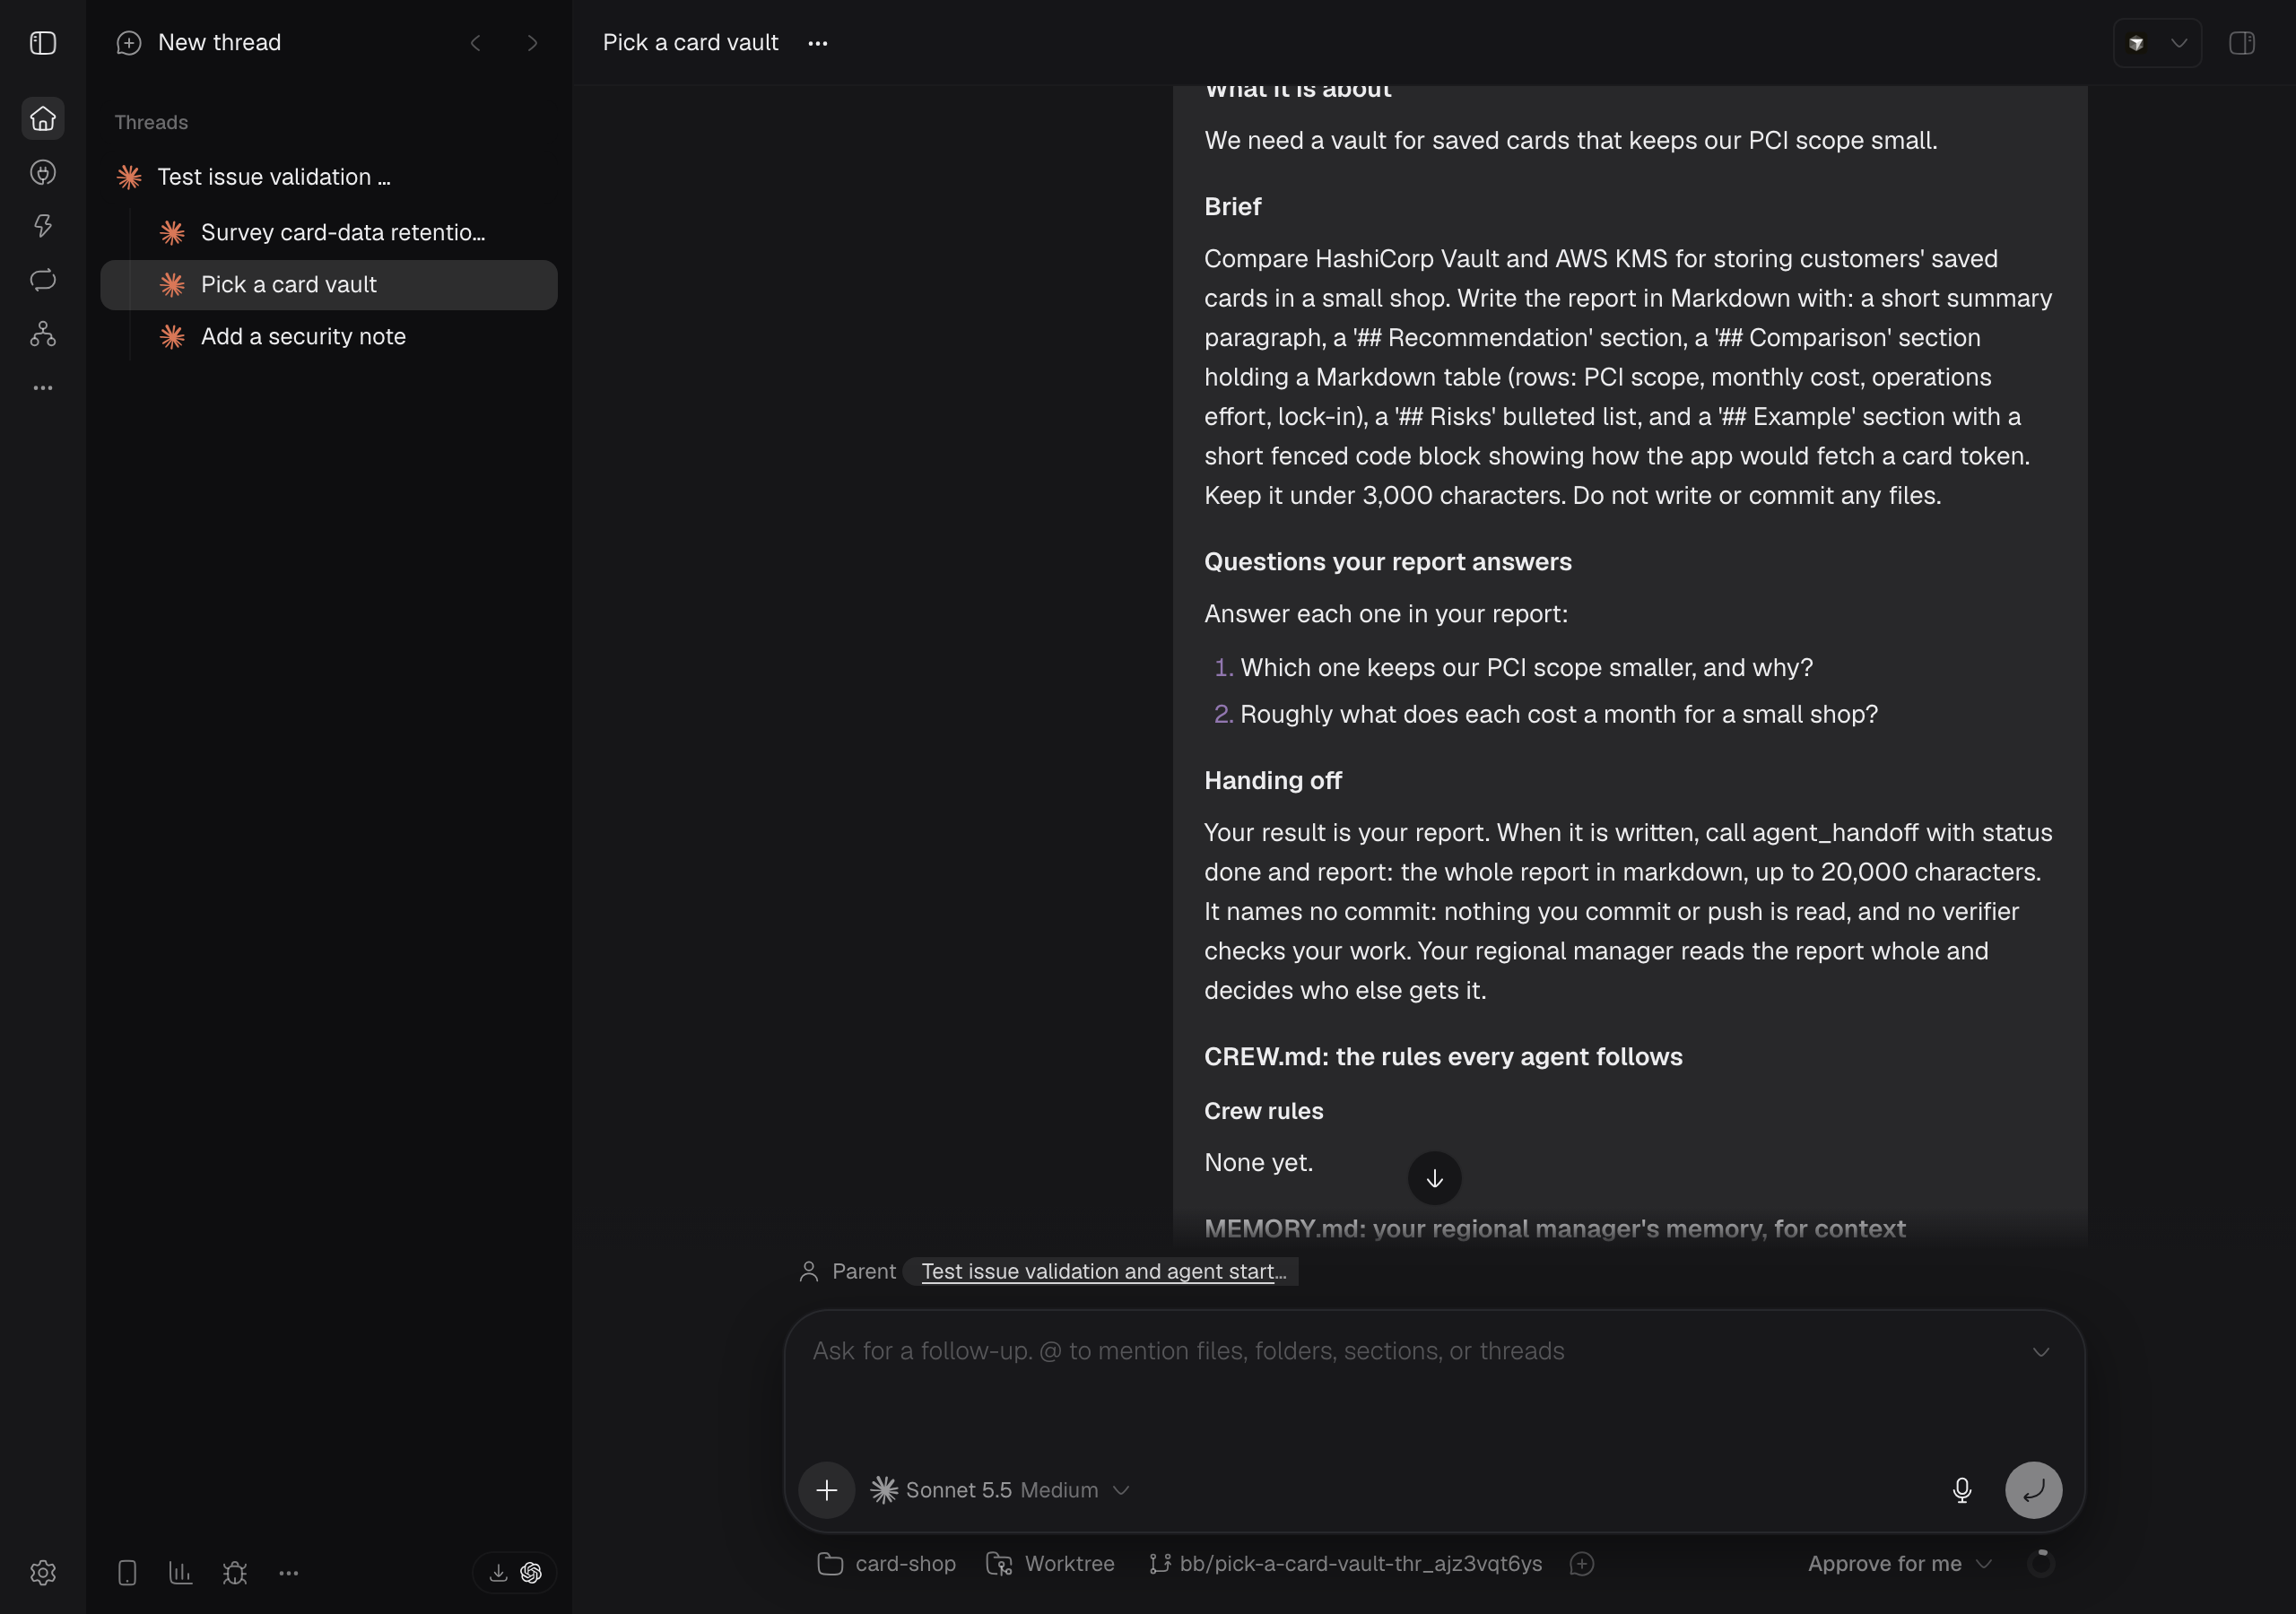 New thread
Threads
Test issue validation ...
Survey card-data retentio...
Pick a card vault
Add a security note
Pick a card vault
What it is about
We need a vault for saved cards that keeps our PCI scope small.
Brief
Compare HashiCorp Vault and AWS KMS for storing customers' saved
cards in a small shop. Write the report in Markdown with: a short summary
paragraph, a '## Recommendation' section, a '## Comparison' section
holding a Markdown table (rows: PCI scope, monthly cost, operations
effort, lock-in), a '## Risks' bulleted list, and a '## Example' section with a
short fenced code block showing how the app would fetch a card token.
Keep it under 3,000 characters. Do not write or commit any files.
Questions your report answers
Answer each one in your report:
1. Which one keeps our PCI scope smaller, and why?
2. Roughly what does each cost a month for a small shop?
Handing off
Your result is your report. When it is written, call agent_handoff with status
done and report: the whole report in markdown, up to 20,000 characters.
It names no commit: nothing you commit or push is read, and no verifier
checks your work. Your regional manager reads the report whole and
decides who else gets it.
CREW.md: the rules every agent follows
Crew rules
None yet.
MEMORY.md: your regional manager's memory, for context
Parent Test issue validation and agent start...
Ask for a follow-up. @ to mention files, folders, sections, or threads
Sonnet 5.5 Medium
card-shop Worktree bb/pick-a-card-vault-thr_ajz3vqt6ys Approve for me